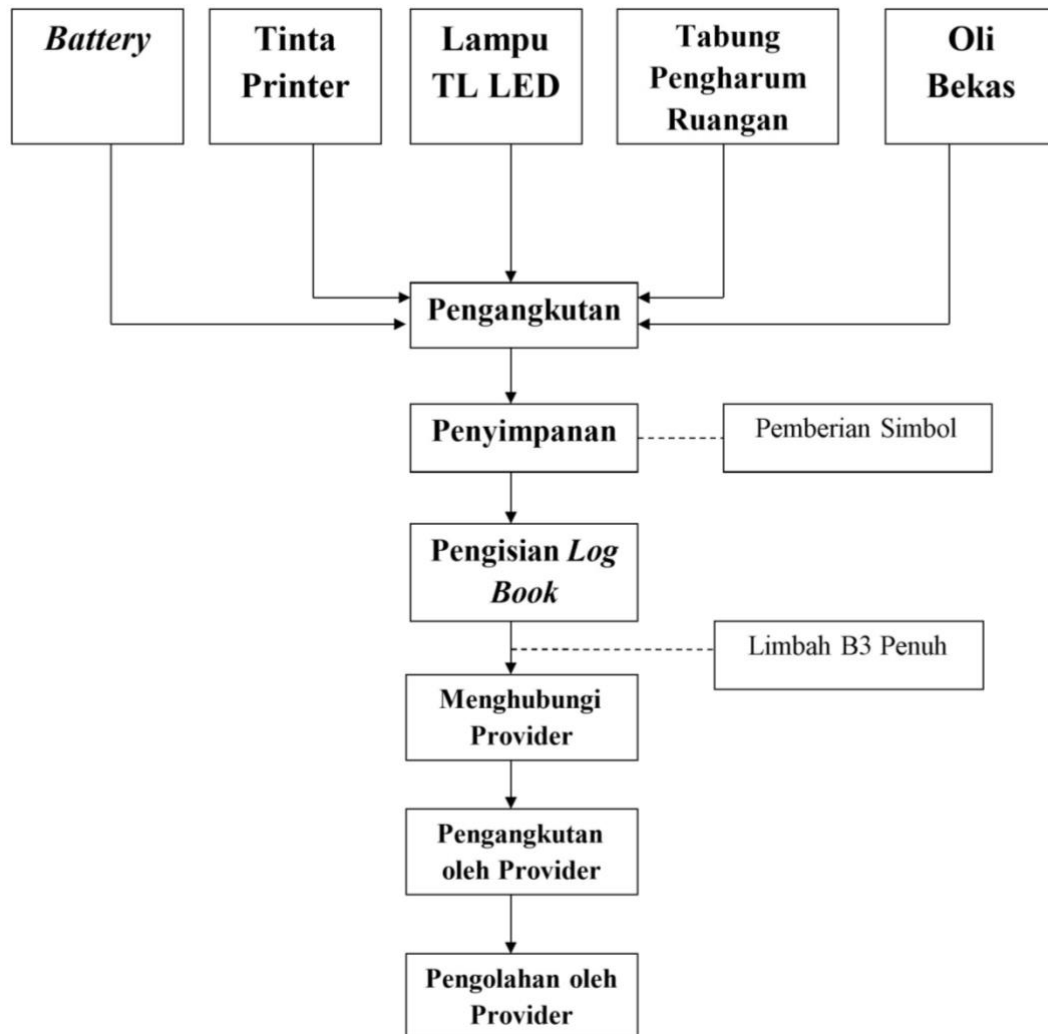 Battery
Tinta
Printer
Lampu
TL LED
Tabung
Pengharum
Ruangan
Oli
Bekas
Pengangkutan
Penyimpanan
Pemberian Simbol
Pengisian Log
Book
Limbah B3 Penuh
Menghubungi
Provider
Pengangkutan
oleh Provider
Pengolahan oleh
Provider